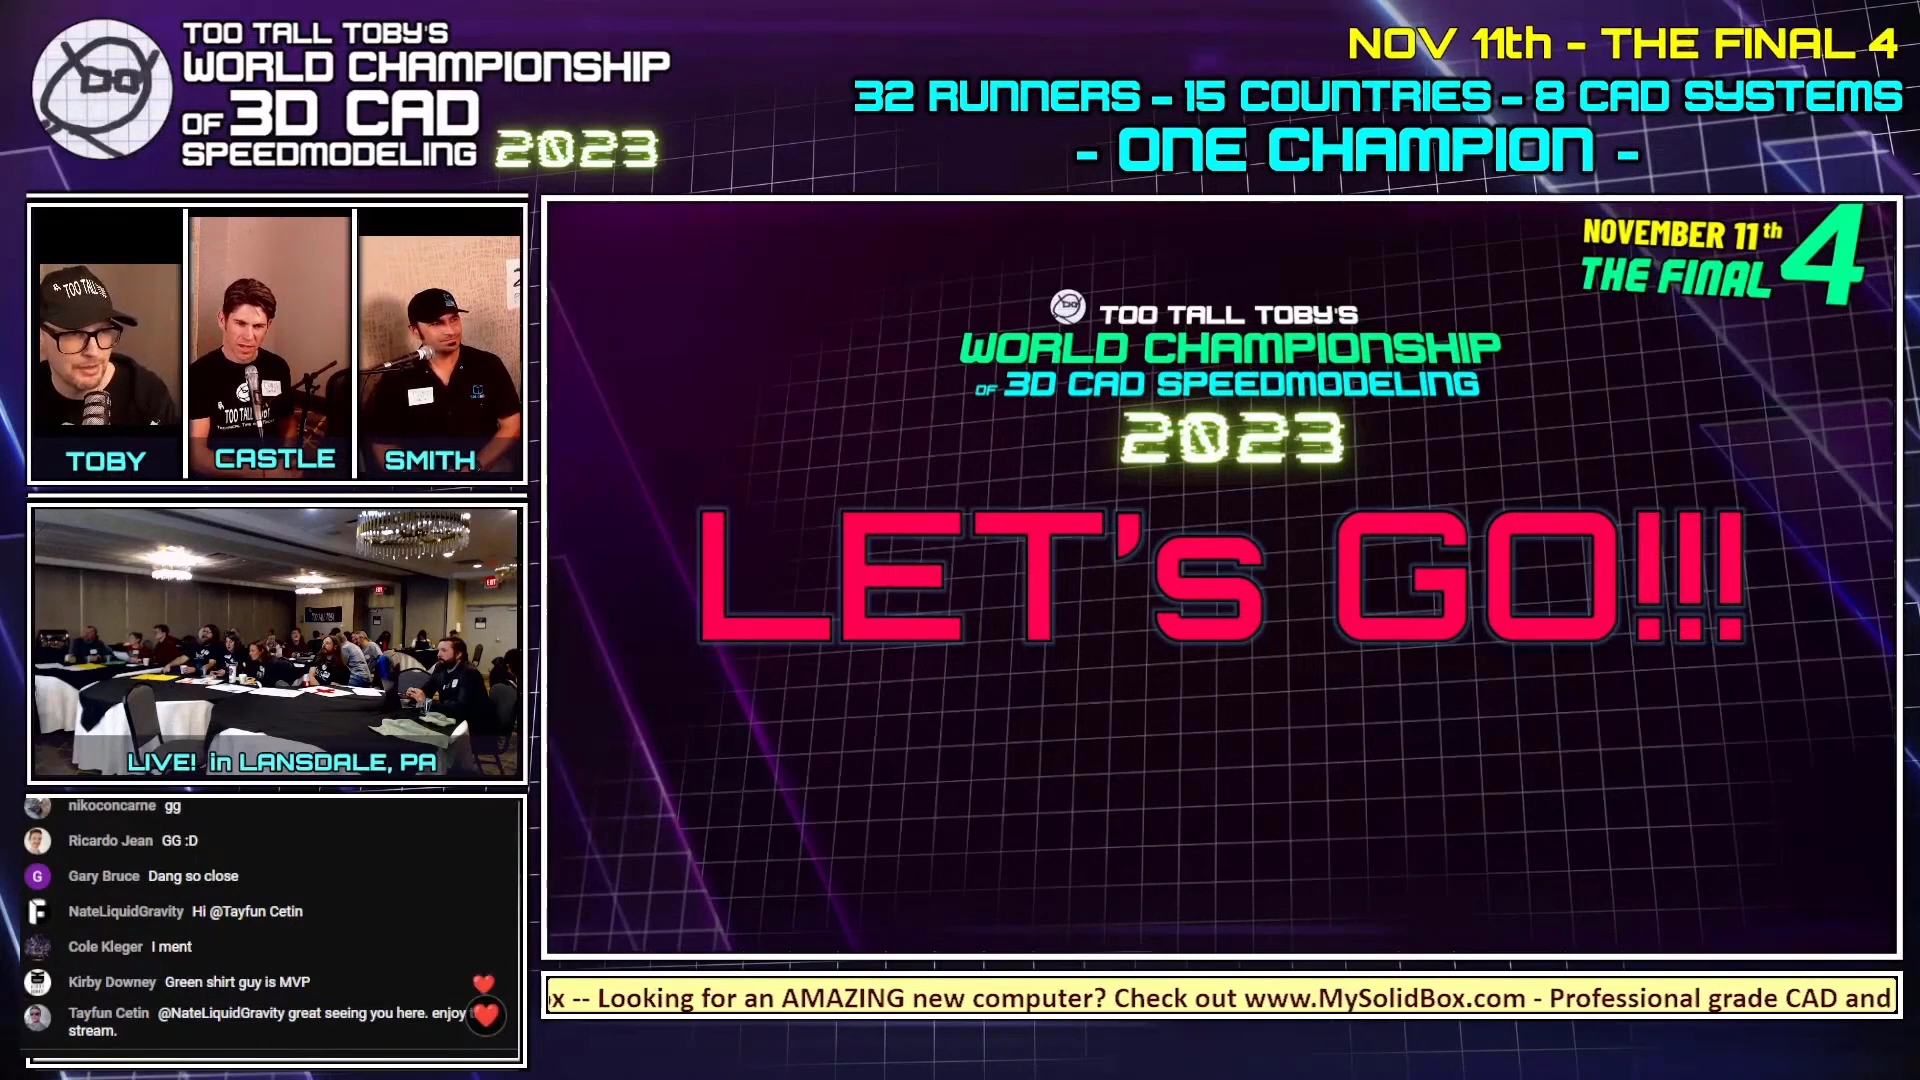 TOO TALL TOBY'S
WORLD CHAMPIONSHIP
OF 3D CAD
SPEEDMODELING 2023
NOV 11th - THE FINAL 4
32 RUNNERS - 15 COUNTRIES - 8 CAD SYSTEMS
- ONE CHAMPION -
TOO TALL
TOO TALL
TOBY
CASTLE
SMITH
EXIT
LIVE! in LANSDALE, PA
nikoconcarne gg
Ricardo Jean GG :D
G Gary Bruce Dang so close
NateLiquidGravity Hi @Tayfun Cetin
Cole Kleger I ment
Kirby Downey Green shirt guy is MVP
Tayfun Cetin @NateLiquidGravity great seeing you here. enjoy
stream.
NOVEMBER 11th
THE FINAL 4
TOO TALL TOBY'S
WORLD CHAMPIONSHIP
OF 3D CAD SPEEDMODELING
2023
LET's GO!!!
x -- Looking for an AMAZING new computer? Check out www.MySolidBox.com - Professional grade CAD and